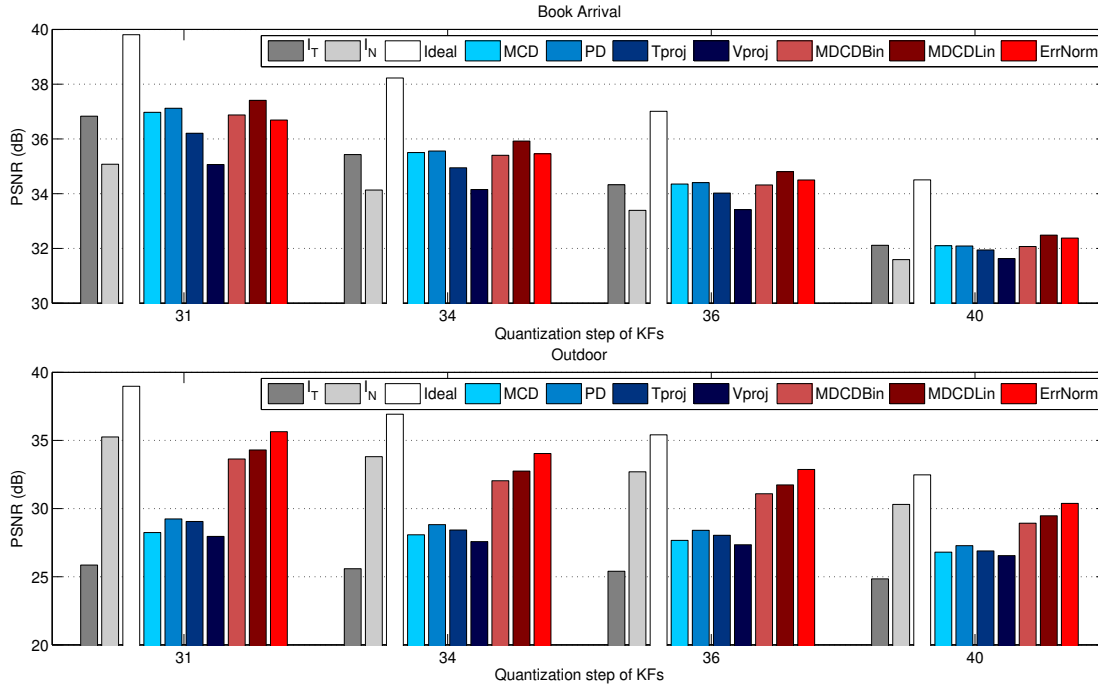 Book Arrival
40
I_T I_N Ideal MCD PD Tproj Vproj MDCDBin MDCDLin ErrNorm
38
36
34
32
30
PSNR (dB)
31 34 36 40
Quantization step of KFs
Outdoor
40
I_T I_N Ideal MCD PD Tproj Vproj MDCDBin MDCDLin ErrNorm
35
30
25
20
PSNR (dB)
31 34 36 40
Quantization step of KFs